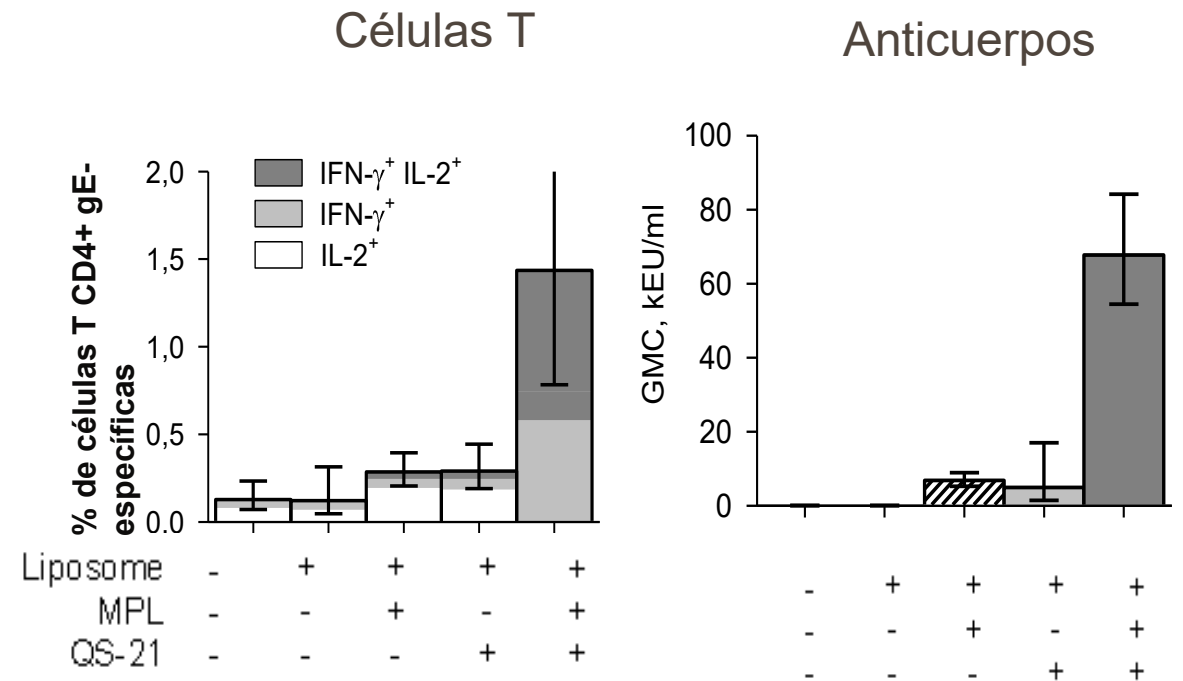 Células T
Anticuerpos
% de células T CD4+ gE-
específicas
2,0
1,5
1,0
0,5
0.0
IFN-γ⁺ IL-2⁺
IFN-γ⁺
IL-2⁺
Liposome - + + + +
MPL - - + - +
QS-21 - - - + +
GMC, kEU/ml
100
80
60
40
20
0
- + + + +
- - + - +
- - - + +